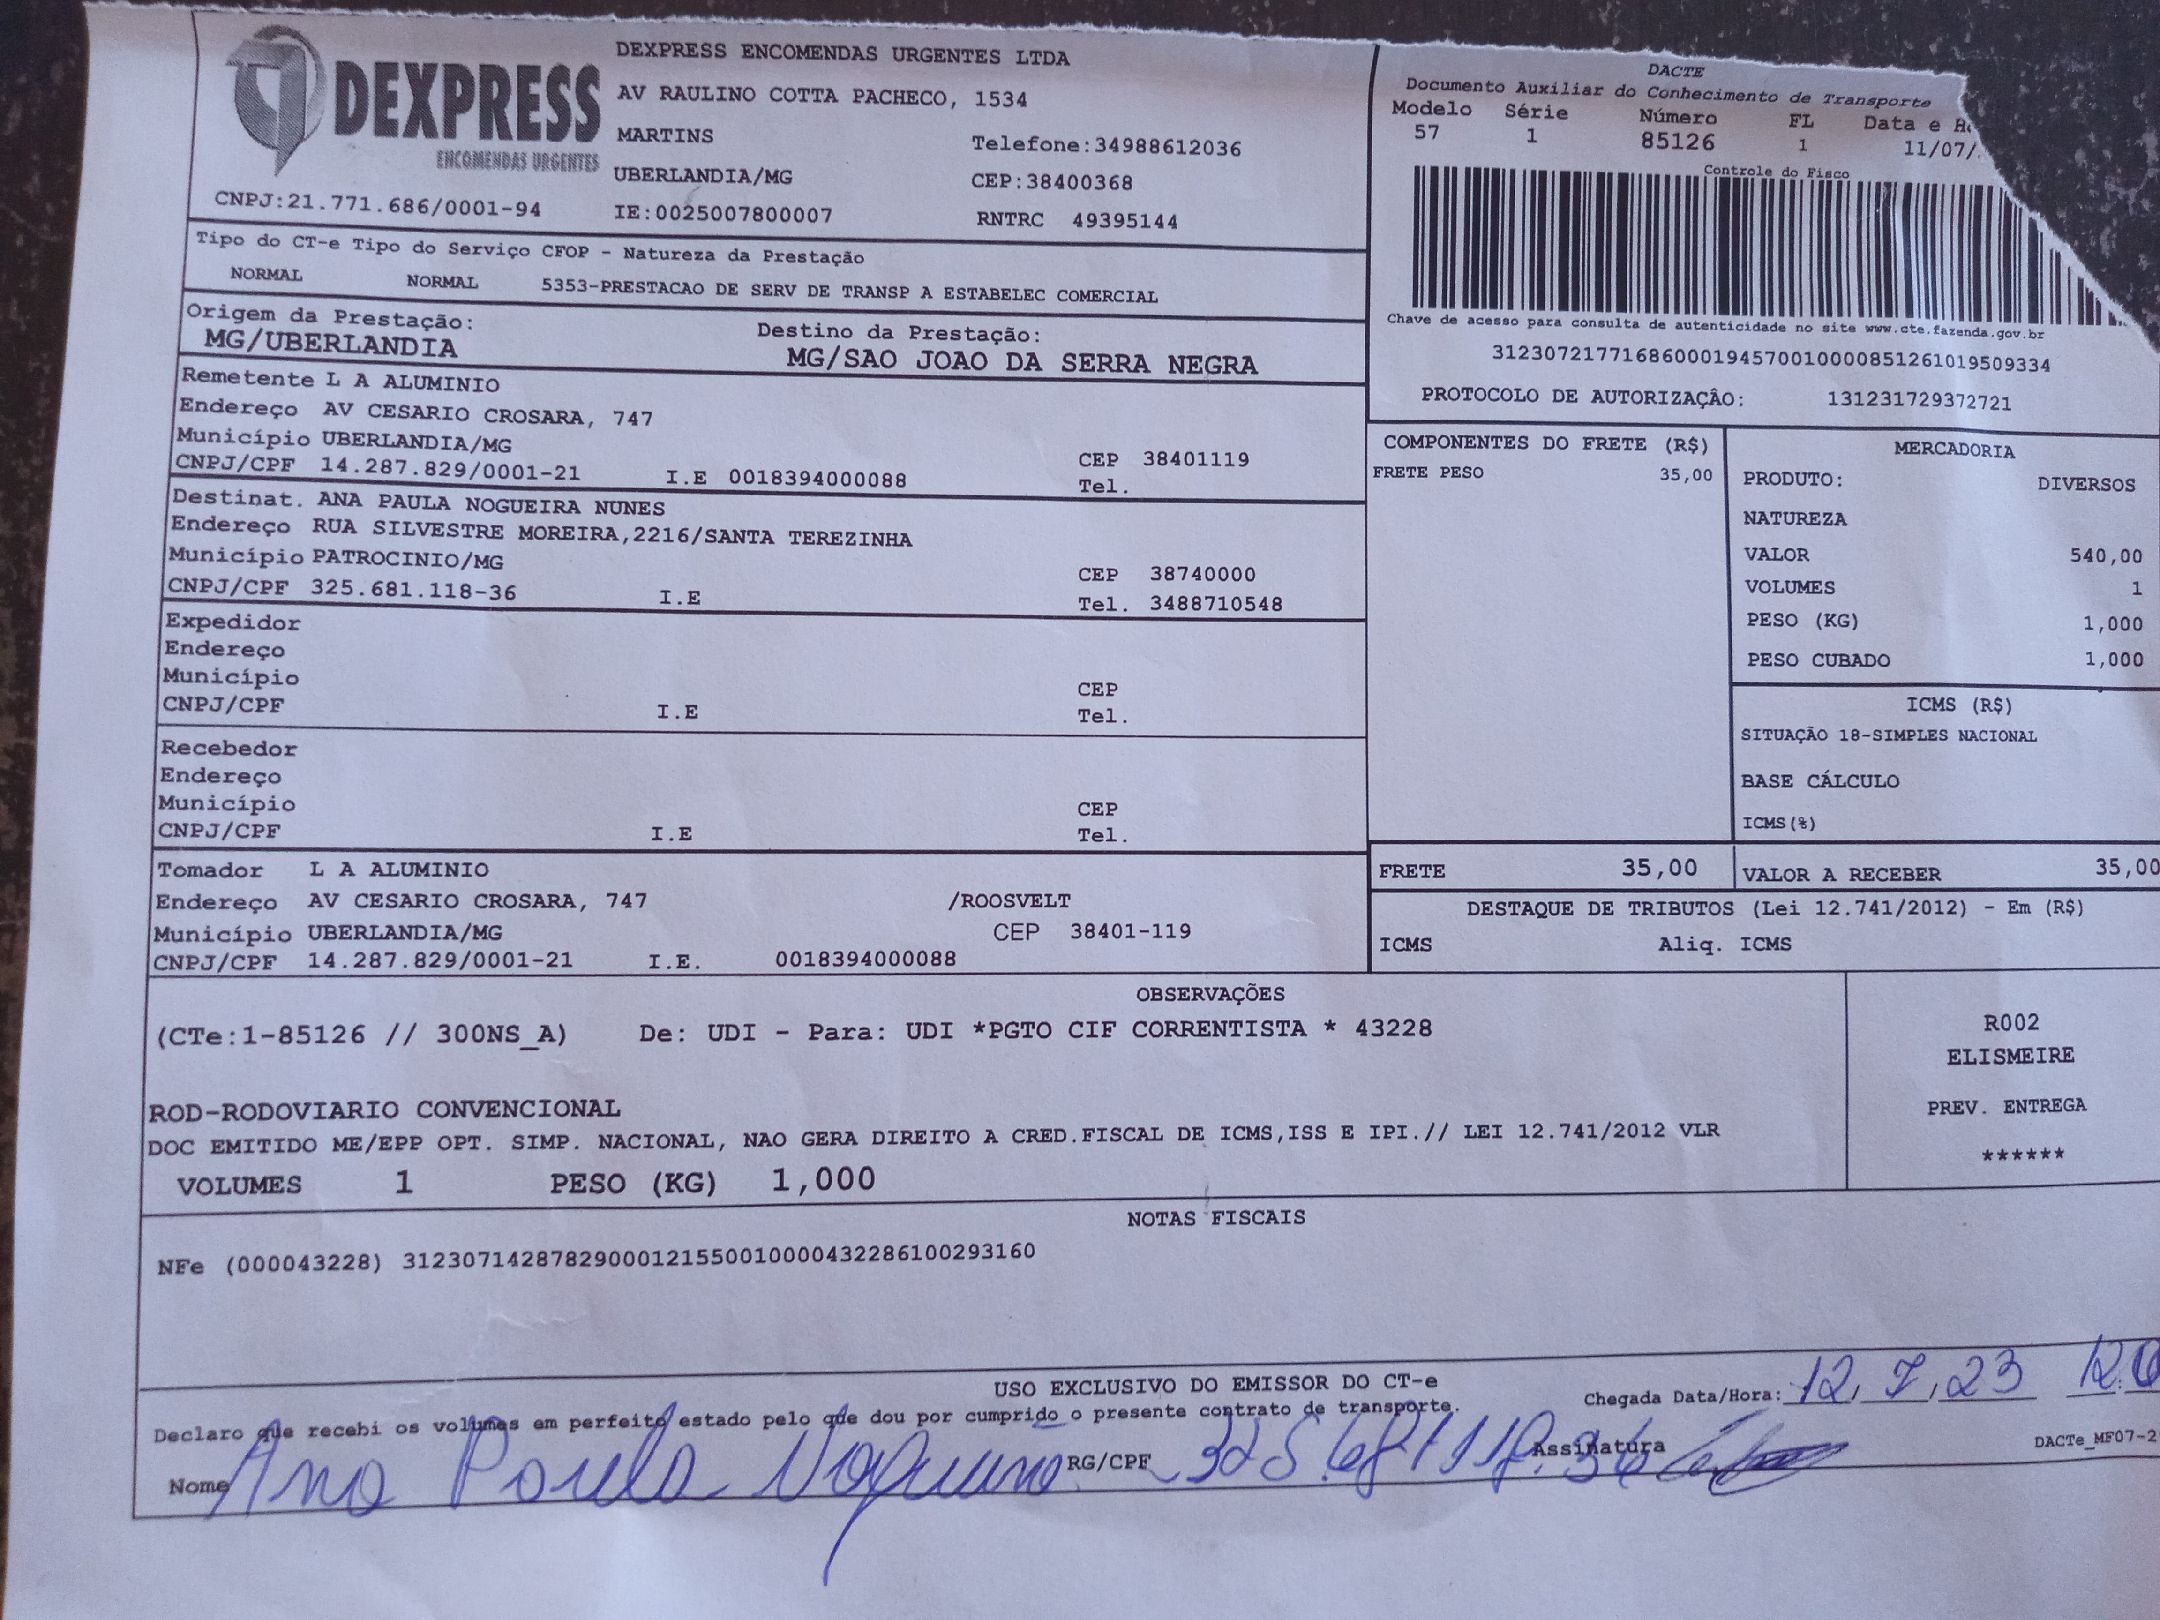 DEXPRESS
ENCOMENDAS URGENTES
CNPJ:21.771.686/0001-94
DEXPRESS ENCOMENDAS URGENTES LTDA
AV RAULINO COTTA PACHECO, 1534
MARTINS Telefone:34988612036
UBERLANDIA/MG CEP:38400368
IE:0025007800007 RNTRC 49395144
DACTE
Documento Auxiliar do Conhecimento de Transporte
Modelo Série Número FL Data e
57 1 85126 1 11/07/
Controle do Fisco
Chave de acesso para consulta de autenticidade no site www.cte.fazenda.gov.br
31230721771686000194570010000851261019509334
PROTOCOLO DE AUTORIZAÇÂO: 131231729372721
Tipo do CT-e Tipo do Serviço CFOP - Natureza da Prestação
NORMAL NORMAL 5353-PRESTACAO DE SERV DE TRANSP A ESTABELEC COMERCIAL
Origem da Prestação: Destino da Prestação:
MG/UBERLANDIA MG/SAO JOAO DA SERRA NEGRA
Remetente L A ALUMINIO
Endereço AV CESARIO CROSARA, 747
Município UBERLANDIA/MG CEP 38401119
CNPJ/CPF 14.287.829/0001-21 I.E 0018394000088 Tel.
Destinat. ANA PAULA NOGUEIRA NUNES
Endereço RUA SILVESTRE MOREIRA,2216/SANTA TEREZINHA
Município PATROCINIO/MG CEP 38740000
CNPJ/CPF 325.681.118-36 I.E Tel. 3488710548
Expedidor
Endereço
Município CEP
CNPJ/CPF I.E Tel.
Recebedor
Endereço
Município CEP
CNPJ/CPF I.E Tel.
Tomador L A ALUMINIO
Endereço AV CESARIO CROSARA, 747 /ROOSVELT
Município UBERLANDIA/MG CEP 38401-119
CNPJ/CPF 14.287.829/0001-21 I.E. 0018394000088
COMPONENTES DO FRETE (R$)
FRETE PESO 35,00
MERCADORIA
PRODUTO: DIVERSOS
NATUREZA
VALOR 540,00
VOLUMES 1
PESO (KG) 1,000
PESO CUBADO 1,000
ICMS (R$)
SITUAÇÃO 18-SIMPLES NACIONAL
BASE CÁLCULO
ICMS(%)
FRETE 35,00 VALOR A RECEBER 35,00
DESTAQUE DE TRIBUTOS (Lei 12.741/2012) - Em (R$)
ICMS Aliq. ICMS
OBSERVAÇÕES
(CTe:1-85126 // 300NS_A) De: UDI - Para: UDI *PGTO CIF CORRENTISTA * 43228
ROD-RODOVIARIO CONVENCIONAL
DOC EMITIDO ME/EPP OPT. SIMP. NACIONAL, NAO GERA DIREITO A CRED.FISCAL DE ICMS,ISS E IPI.// LEI 12.741/2012 VLR
VOLUMES 1 PESO (KG) 1,000
R002
ELISMEIRE
PREV. ENTREGA
******
NOTAS FISCAIS
NFe (000043228) 31230714287829000121550010000432286100293160
USO EXCLUSIVO DO EMISSOR DO CT-e
Chegada Data/Hora: 12, 7, 23
Declaro que recebi os volumes em perfeito estado pelo que dou por cumprido o presente contrato de transporte.
Nome Ana Paula RG/CPF 325.681118.36 Assinatura
DACTe_MF07-2